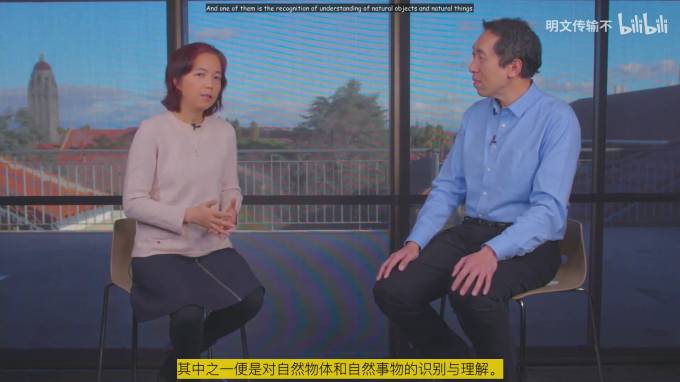 And one of them is the recognition of understanding of natural objects and natural things.
明文传输不 bilibili
其中之一便是对自然物体和自然事物的识别与理解。